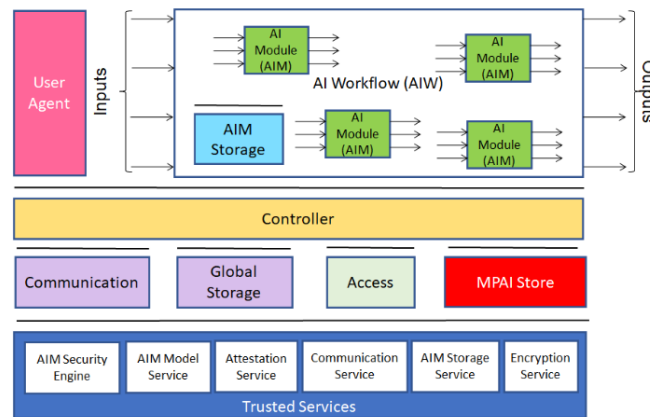 User
Agent
Inputs
AI
Module
(AIM)
AI
Module
(AIM)
AI Workflow (AIW)
AIM
Storage
AI
Module
(AIM)
AI
Module
(AIM)
Outputs
Controller
Communication
Global
Storage
Access
MPAI Store
AIM Security
Engine
AIM Model
Service
Attestation
Service
Communication
Service
AIM Storage
Service
Encryption
Service
Trusted Services